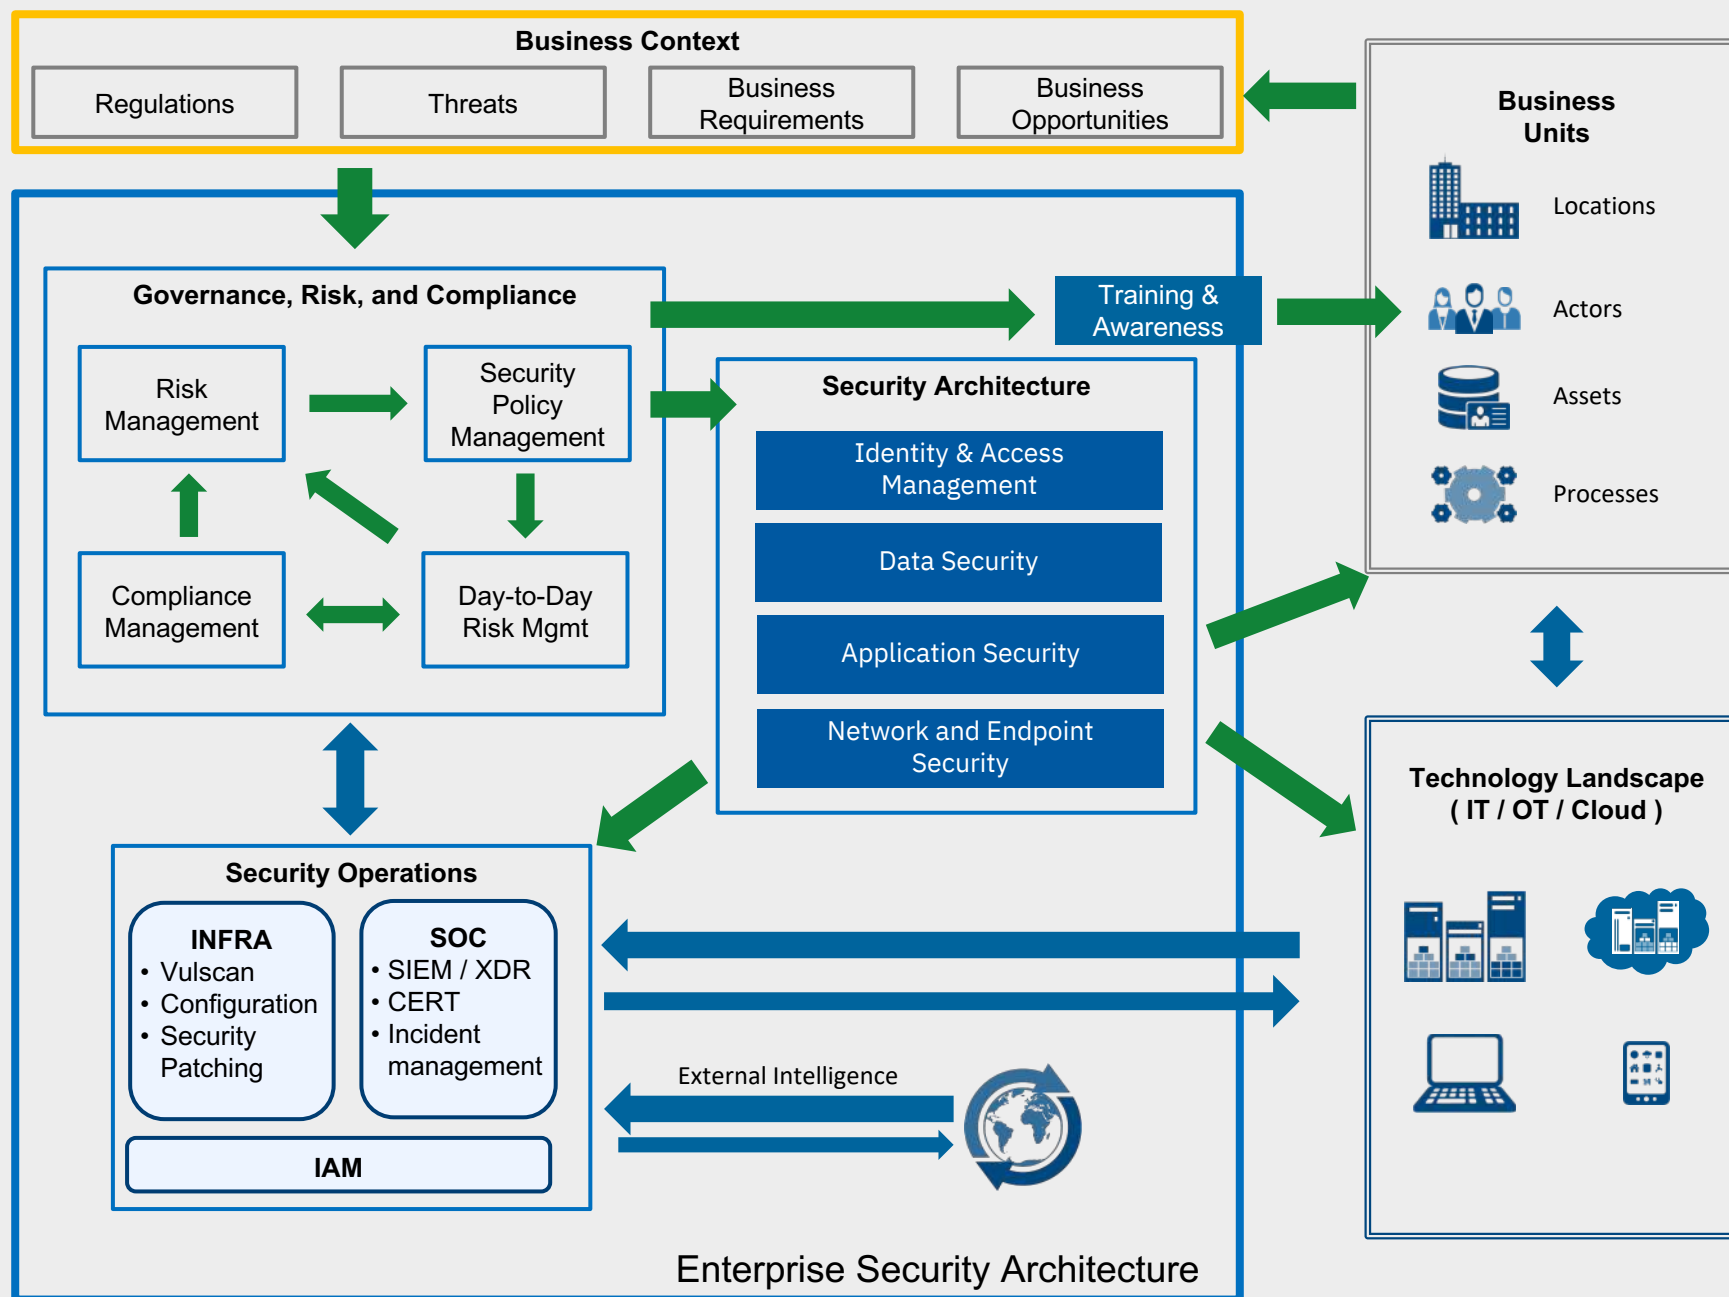 Business Context
Regulations
Threats
Business
Requirements
Business
Opportunities
Business
Units
Locations
Actors
Assets
Processes
Governance, Risk, and Compliance
Risk
Management
Security
Policy
Management
Compliance
Management
Day-to-Day
Risk Mgmt
Training &
Awareness
Security Architecture
Identity & Access
Management
Data Security
Application Security
Network and Endpoint
Security
Technology Landscape
( IT / OT / Cloud )
Security Operations
INFRA
• Vulscan
• Configuration
• Security
Patching
SOC
• SIEM / XDR
• CERT
• Incident
management
IAM
External Intelligence
Enterprise Security Architecture